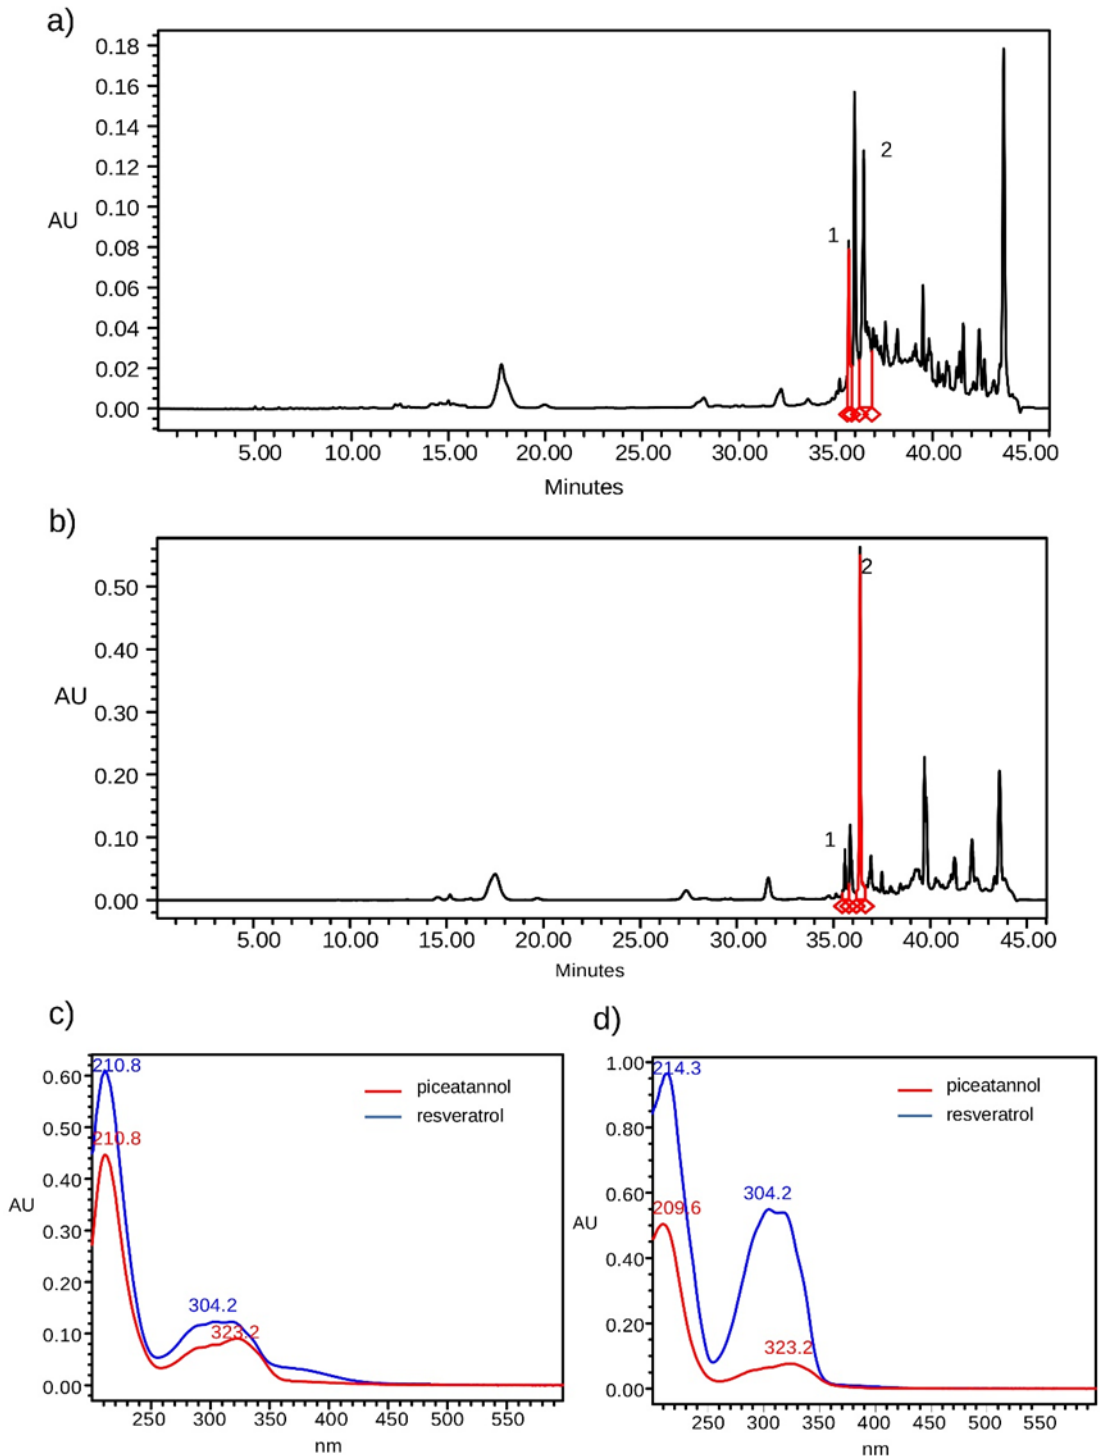 a)
0.18
0.16
0.14
0.12
0.10
AU
0.08
0.06
0.04
0.02
0.00
1
2
5.00 10.00 15.00 20.00 25.00 30.00 35.00 40.00 45.00
Minutes
b)
0.50
0.40
AU
0.30
0.20
0.10
0.00
1
2
5.00 10.00 15.00 20.00 25.00 30.00 35.00 40.00 45.00
Minutes
c)
210.8
0.60
0.50
210.8
0.40
AU
0.30
0.20
304.2
323.2
0.10
0.00
piceatannol
resveratrol
250 300 350 400 450 500 550
nm
d)
1.00
214.3
0.80
0.60
304.2
209.6
AU
0.40
0.20
323.2
0.00
piceatannol
resveratrol
250 300 350 400 450 500 550
nm